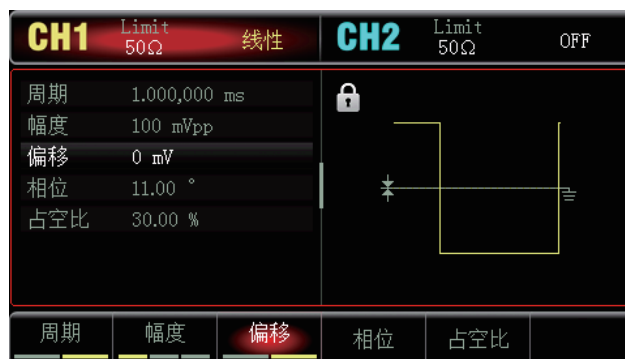 CH1 Limit 50Ω 线性 CH2 Limit 50Ω OFF
周期 1.000,000 ms
幅度 100 mVpp
偏移 0 mV
相位 11.00 °
占空比 30.00 %
周期 幅度 偏移 相位 占空比